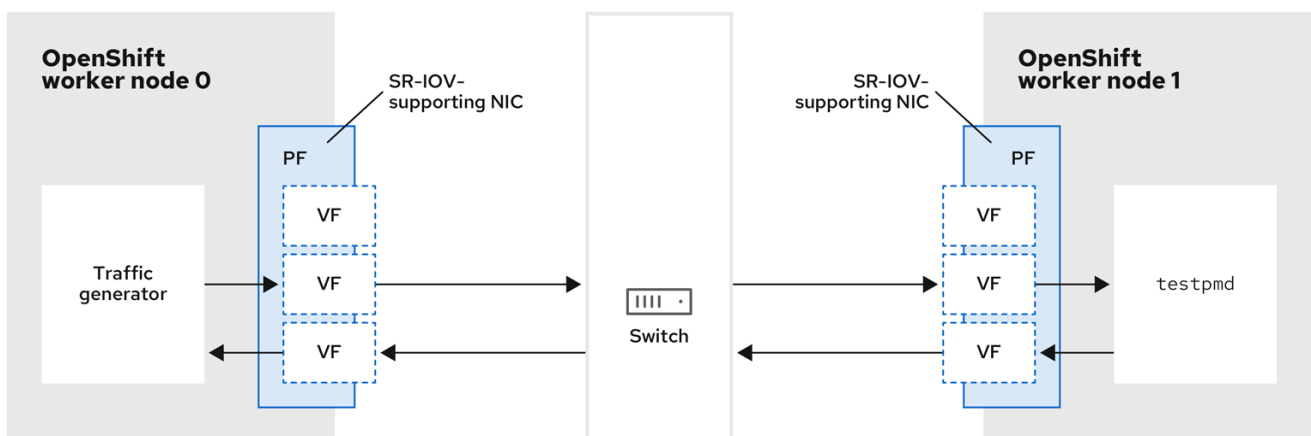 OpenShift
worker node 0
SR-IOV-
supporting NIC
SR-IOV-
supporting NIC
OpenShift
worker node 1
PF
VF
VF
VF
Traffic
generator
Switch
PF
VF
VF
VF
testpmd